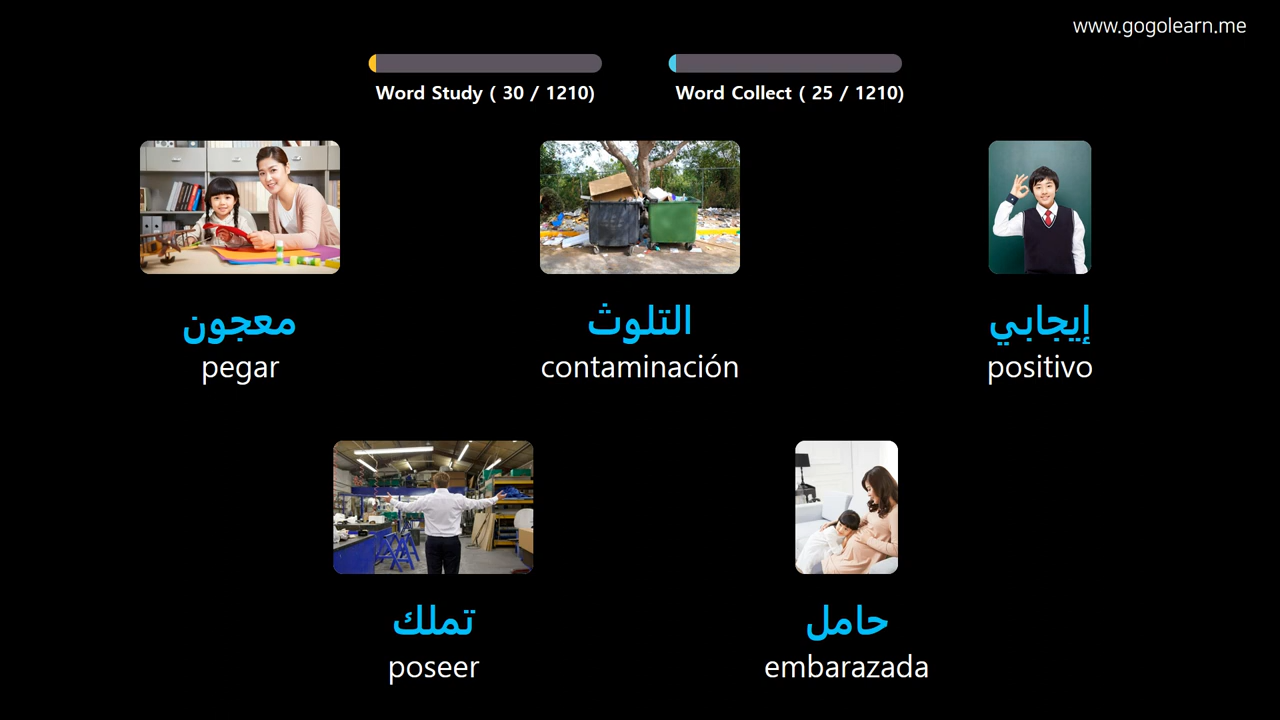 www.gogolearn.me
Word Study ( 30 / 1210)
Word Collect ( 25 / 1210)
معجون
pegar
التلوث
contaminación
إيجابي
positivo
تملك
poseer
حامل
embarazada